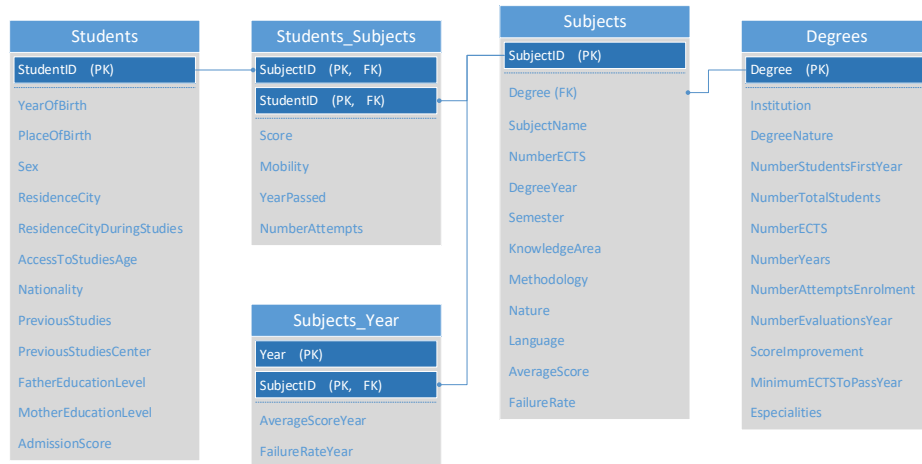 Students
StudentID (PK)
YearOfBirth
PlaceOfBirth
Sex
ResidenceCity
ResidenceCityDuringStudies
AccessToStudiesAge
Nationality
PreviousStudies
PreviousStudiesCenter
FatherEducationLevel
MotherEducationLevel
AdmissionScore
Students_Subjects
SubjectID (PK, FK)
StudentID (PK, FK)
Score
Mobility
YearPassed
NumberAttempts
Subjects_Year
Year (PK)
SubjectID (PK, FK)
AverageScoreYear
FailureRateYear
Subjects
SubjectID (PK)
Degree (FK)
SubjectName
NumberECTS
DegreeYear
Semester
KnowledgeArea
Methodology
Nature
Language
AverageScore
FailureRate
Degrees
Degree (PK)
Institution
DegreeNature
NumberStudentsFirstYear
NumberTotalStudents
NumberECTS
NumberYears
NumberAttemptsEnrolment
NumberEvaluationsYear
ScoreImprovement
MinimumECTSToPassYear
Especialities